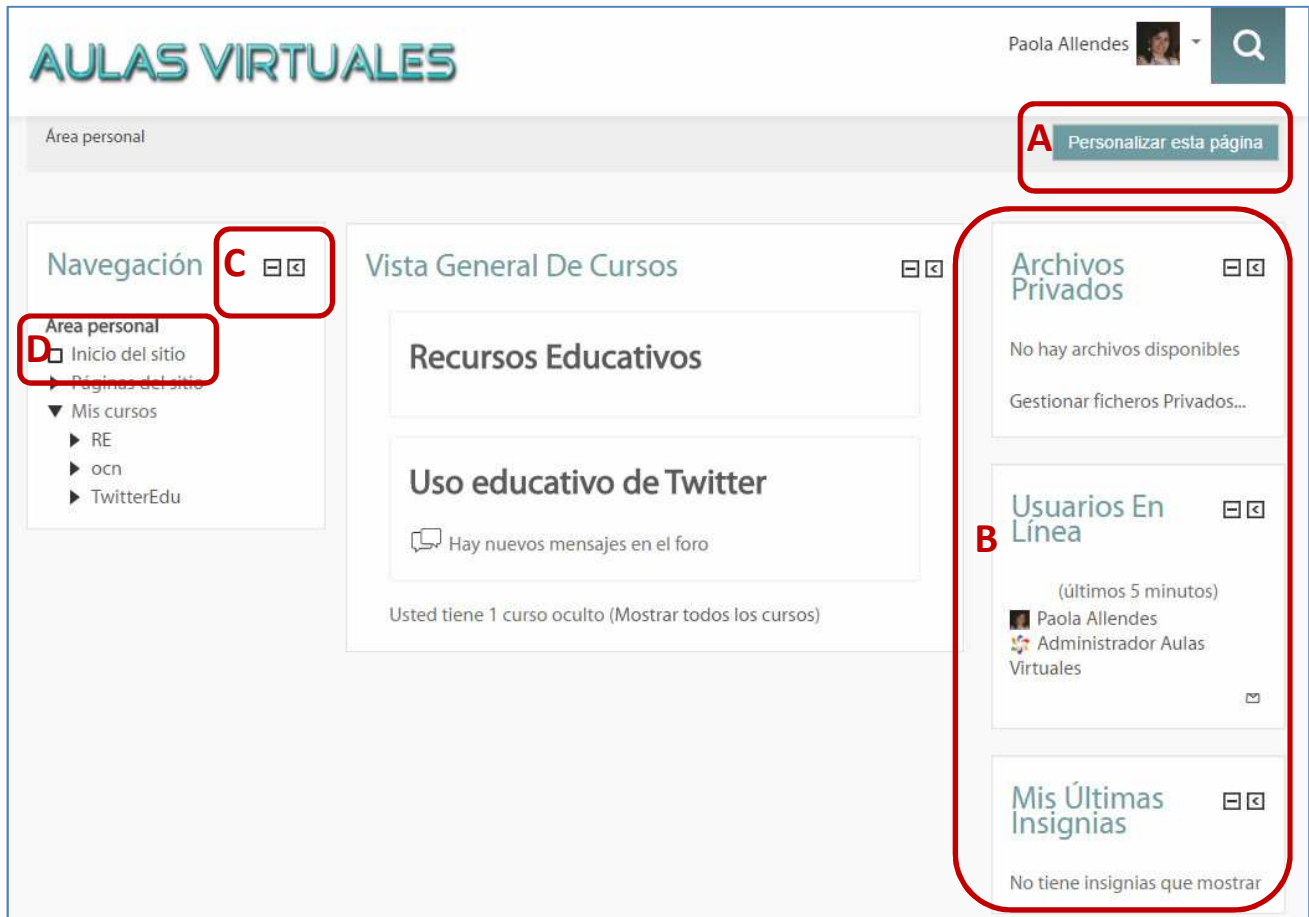 AULAS VIRTUALES
Paola Allendes
Área personal
A
Personalizar esta página
Navegación
C
Área personal
D
Inicio del sitio
Páginas del sitio
Mis cursos
RE
ocn
TwitterEdu
Vista General De Cursos
Recursos Educativos
Uso educativo de Twitter
Hay nuevos mensajes en el foro
Usted tiene 1 curso oculto (Mostrar todos los cursos)
B
Archivos
Privados
No hay archivos disponibles
Gestionar ficheros Privados...
Usuarios En
Línea
(últimos 5 minutos)
Paola Allendes
Administrador Aulas
Virtuales
Mis Últimas
Insignias
No tiene insignias que mostrar